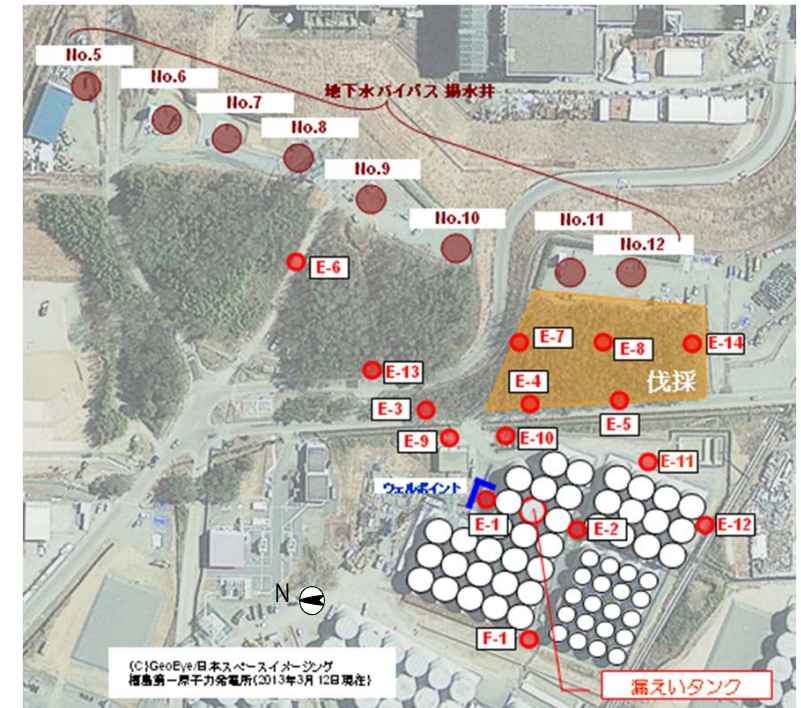 No.5
No.6
No.7
地下水バイパス 揚水井
No.8
No.9
No.10
No.11
No.12
E-6
E-7
E-8
E-14
E-13
伐採
E-4
E-3
E-5
E-9
E-10
E-11
ウェルポイント
E-1
E-2
E-12
N
F-1
(C)GeoEye/日本スペースイメージング
福島第一原子力発電所(2013年3月12日現在)
漏えいタンク